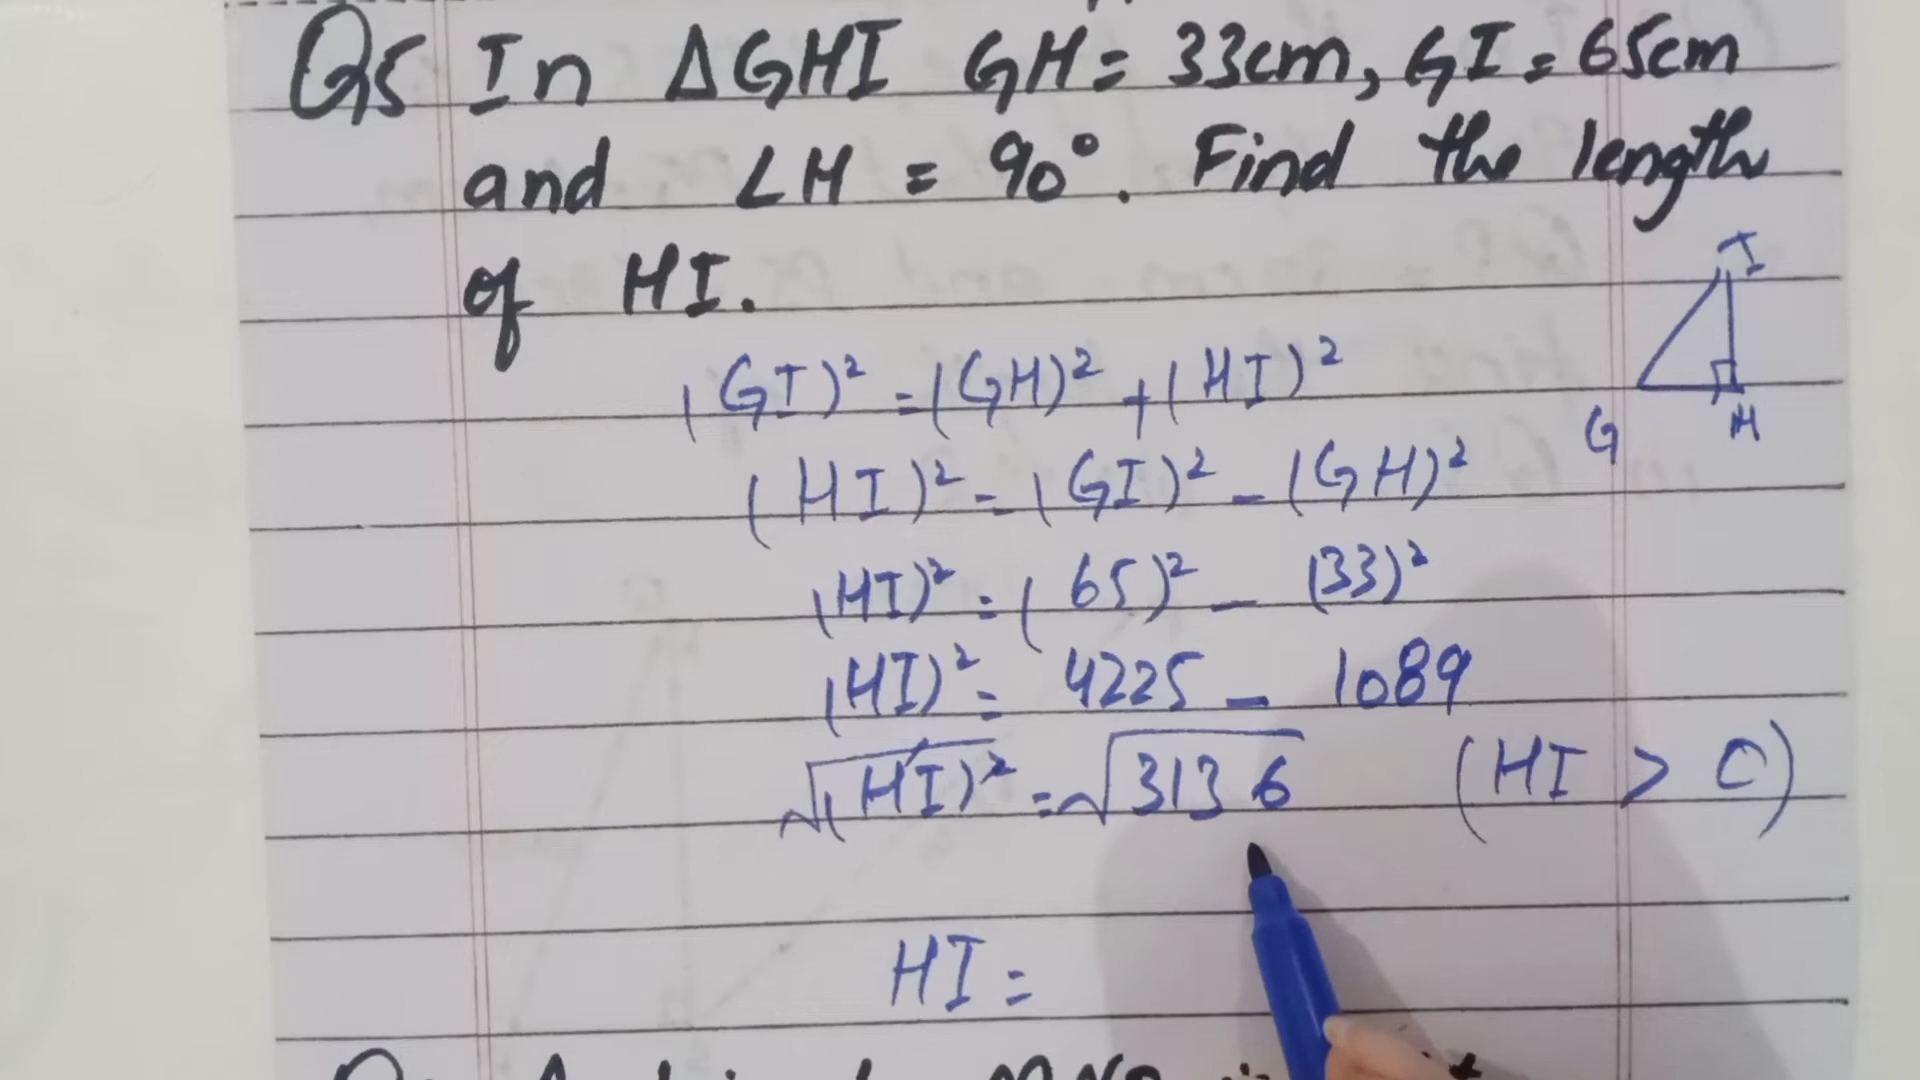 Q5 In ΔGHI GH = 33cm, GI = 65cm
and ∠H = 90°. Find the length
of HI.
I
(GI)² = (GH)² + (HI)²
G H
(HI)² = (GI)² - (GH)²
(HI)² = (65)² - (33)²
(HI)² = 4225 - 1089
√(HI)² = √3136 (HI > 0)
HI =